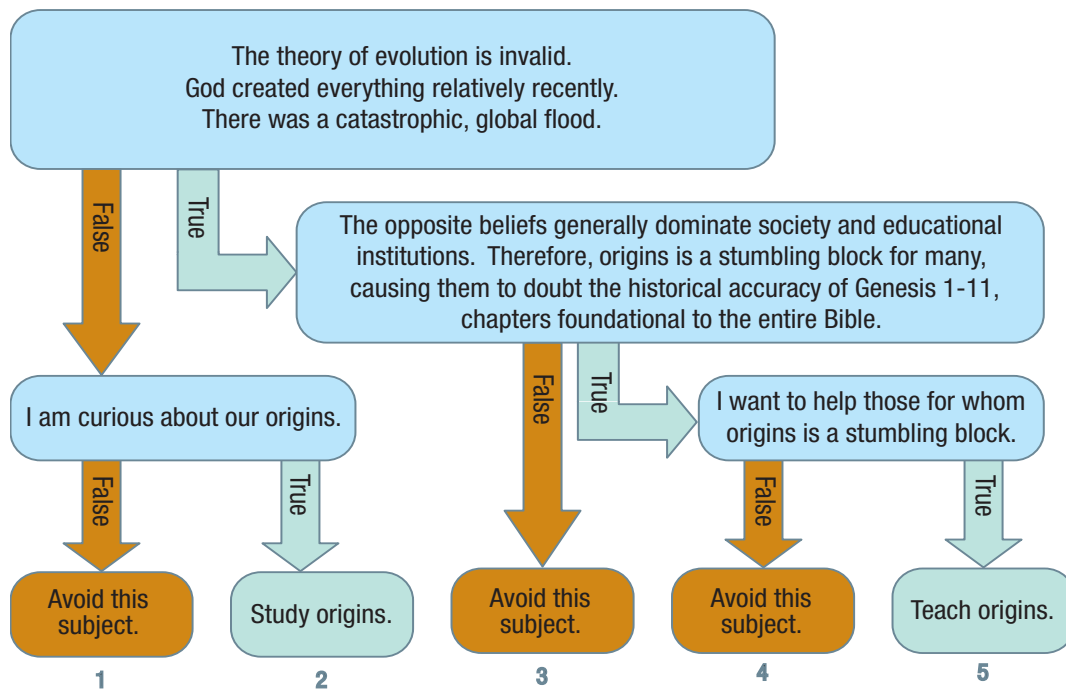 The theory of evolution is invalid.
God created everything relatively recently.
There was a catastrophic, global flood.
False
True
The opposite beliefs generally dominate society and educational
institutions. Therefore, origins is a stumbling block for many,
causing them to doubt the historical accuracy of Genesis 1-11,
chapters foundational to the entire Bible.
False
True
I am curious about our origins.
I want to help those for whom
origins is a stumbling block.
False
True
False
True
Avoid this
subject.
Study origins.
Avoid this
subject.
Avoid this
subject.
Teach origins.
1
2
3
4
5